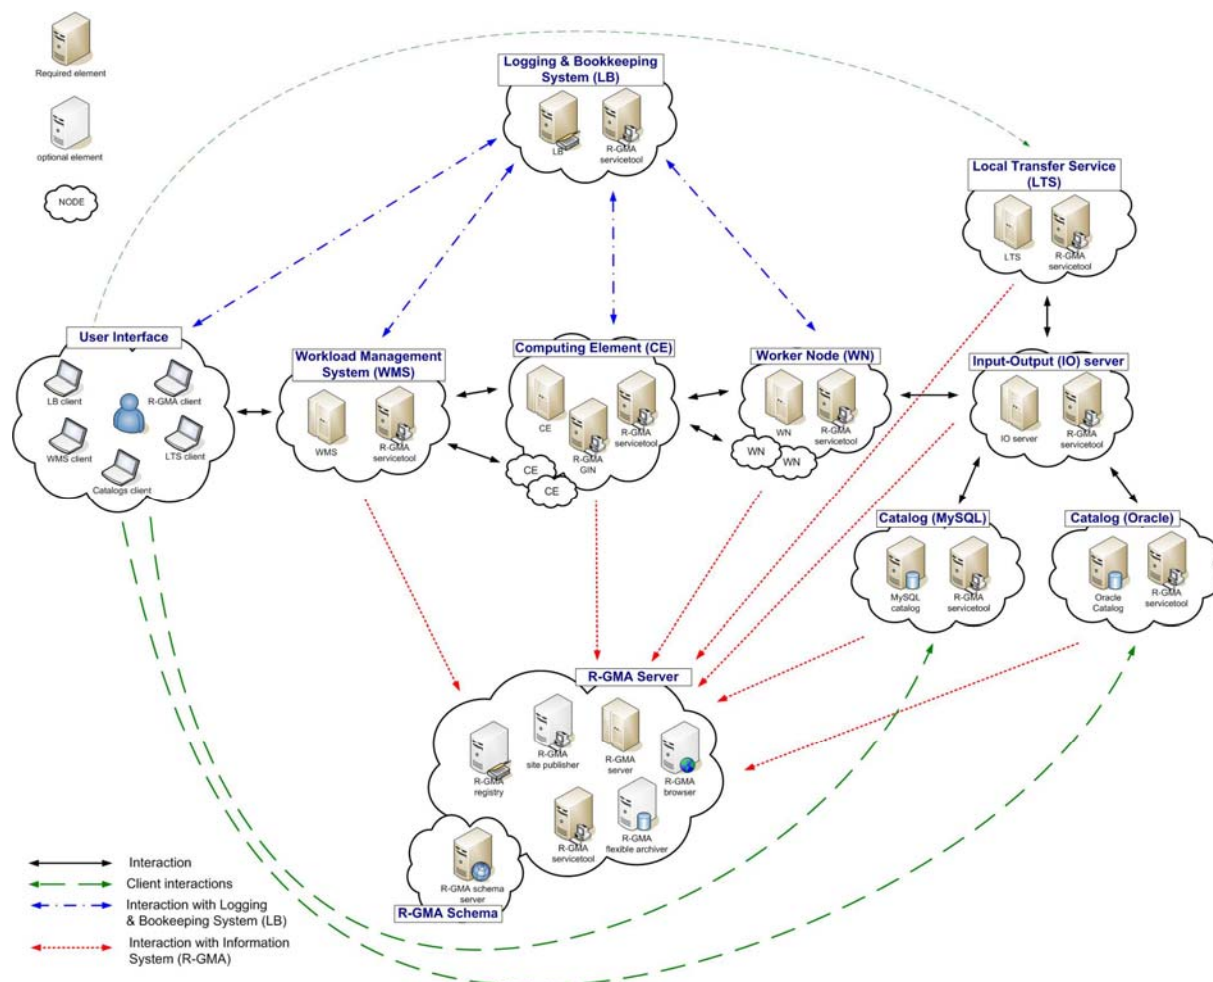 Required element
optional element
NODE
Logging & Bookkeeping
System (LB)
LB
R-GMA
servicetool
Local Transfer Service
(LTS)
LTS
R-GMA
servicetool
User Interface
LB client
R-GMA client
WMS client
LTS client
Catalogs client
Workload Management
System (WMS)
WMS
R-GMA
servicetool
Computing Element (CE)
CE
R-GMA
GIN
R-GMA
servicetool
CE
CE
Worker Node (WN)
WN
R-GMA
servicetool
WN
WN
Input-Output (IO) server
IO server
R-GMA
servicetool
Catalog (MySQL)
MySQL
catalog
R-GMA
servicetool
Catalog (Oracle)
Oracle
Catalog
R-GMA
servicetool
R-GMA Server
R-GMA
registry
R-GMA
site publisher
R-GMA
server
R-GMA
browser
R-GMA
servicetool
R-GMA
flexible archiver
R-GMA schema
server
R-GMA Schema
Interaction
Client interactions
Interaction with Logging
& Bookeeping System (LB)
Interaction with Information
System (R-GMA)